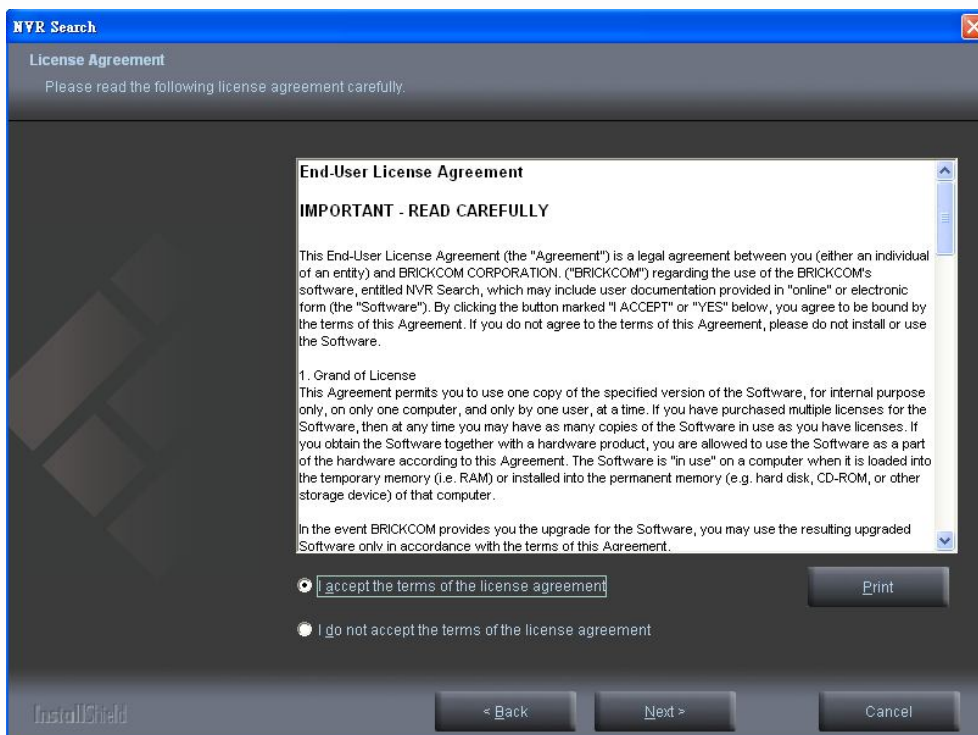 NVR Search
License Agreement
Please read the following license agreement carefully.
End-User License Agreement
IMPORTANT - READ CAREFULLY
This End-User License Agreement (the "Agreement") is a legal agreement between you (either an individual
of an entity) and BRICKCOM CORPORATION. ("BRICKCOM") regarding the use of the BRICKCOM's
software, entitled NVR Search, which may include user documentation provided in "online" or electronic
form (the "Software"). By clicking the button marked "I ACCEPT" or "YES" below, you agree to be bound by
the terms of this Agreement. If you do not agree to the terms of this Agreement, please do not install or use
the Software.
1. Grand of License
This Agreement permits you to use one copy of the specified version of the Software, for internal purpose
only, on only one computer, and only by one user, at a time. If you have purchased multiple licenses for the
Software, then at any time you may have as many copies of the Software in use as you have licenses. If
you obtain the Software together with a hardware product, you are allowed to use the Software as a part
of the hardware according to this Agreement. The Software is "in use" on a computer when it is loaded into
the temporary memory (i.e. RAM) or installed into the permanent memory (e.g. hard disk, CD-ROM, or other
storage device) of that computer.
In the event BRICKCOM provides you the upgrade for the Software, you may use the resulting upgraded
Software only in accordance with the terms of this Agreement.
I accept the terms of the license agreement
Print
I do not accept the terms of the license agreement
InstallShield
< Back
Next >
Cancel